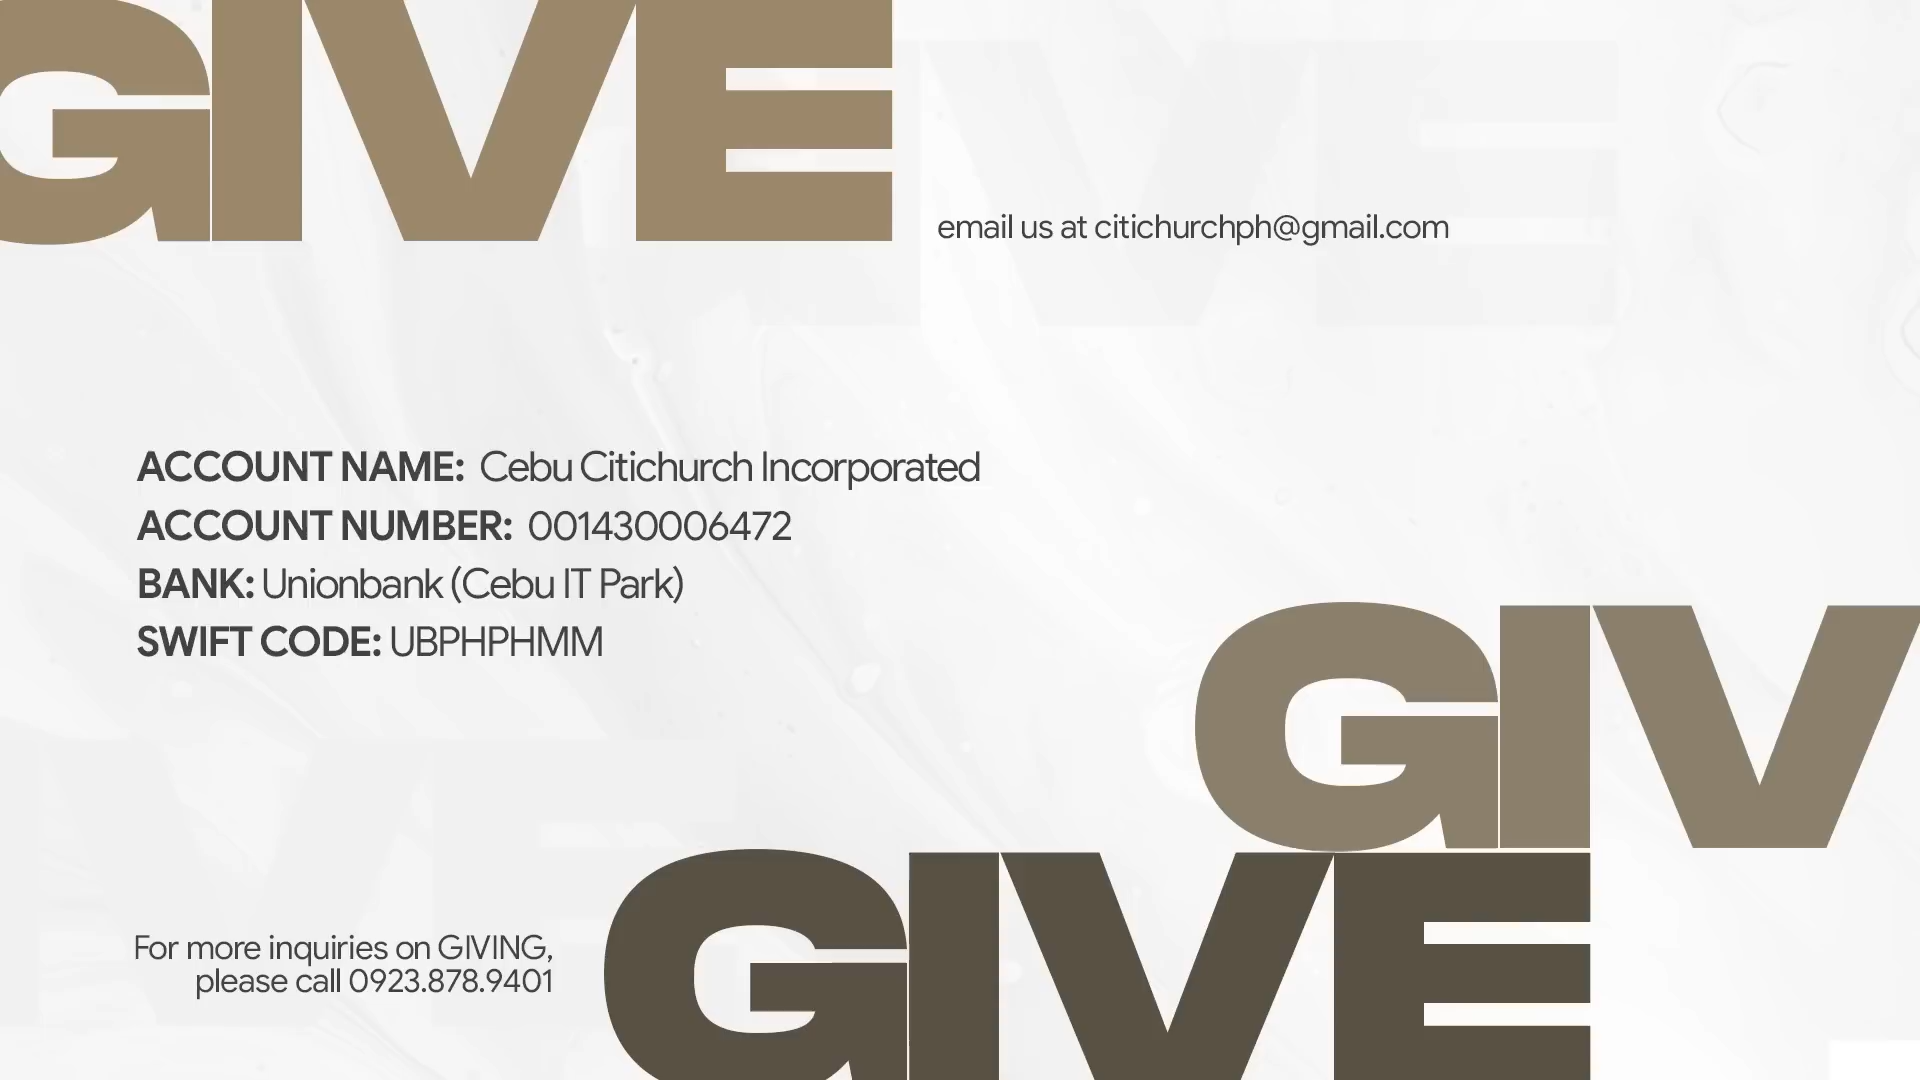 GIVE
email us at citichurchph@gmail.com
ACCOUNT NAME: Cebu Citichurch Incorporated
ACCOUNT NUMBER: 001430006472
BANK: Unionbank (Cebu IT Park)
SWIFT CODE: UBPHPHMM
GIV
GIVE
For more inquiries on GIVING,
please call 0923.878.9401